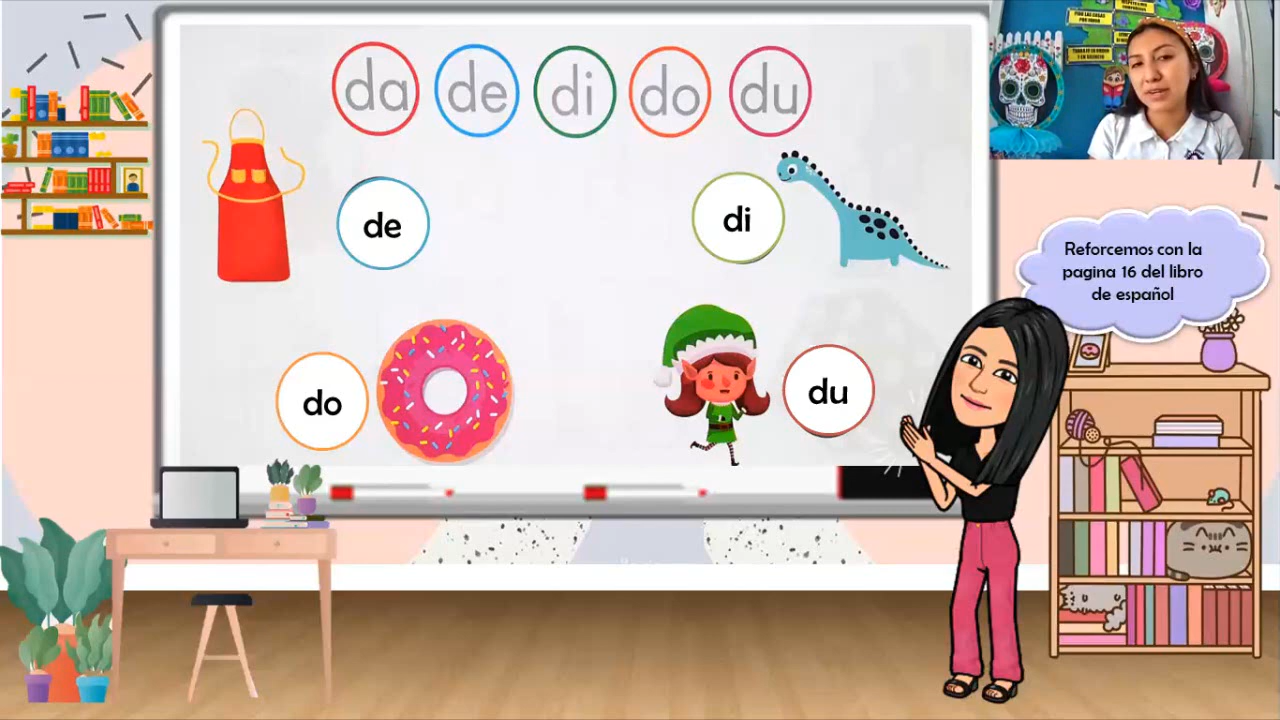 da de di do du
de
di
do
du
Reforcemos con la
pagina 16 del libro
de español